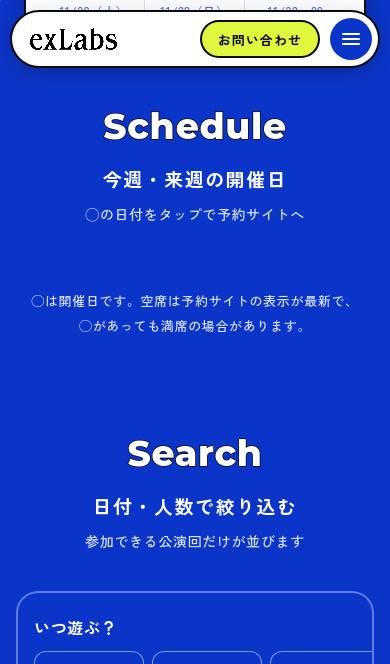 exLabs
お問い合わせ
Schedule
今週・来週の開催日
◯の日付をタップで予約サイトへ
◯は開催日です。空席は予約サイトの表示が最新で、
◯があっても満席の場合があります。
Search
日付・人数で絞り込む
参加できる公演回だけが並びます
いつ遊ぶ？